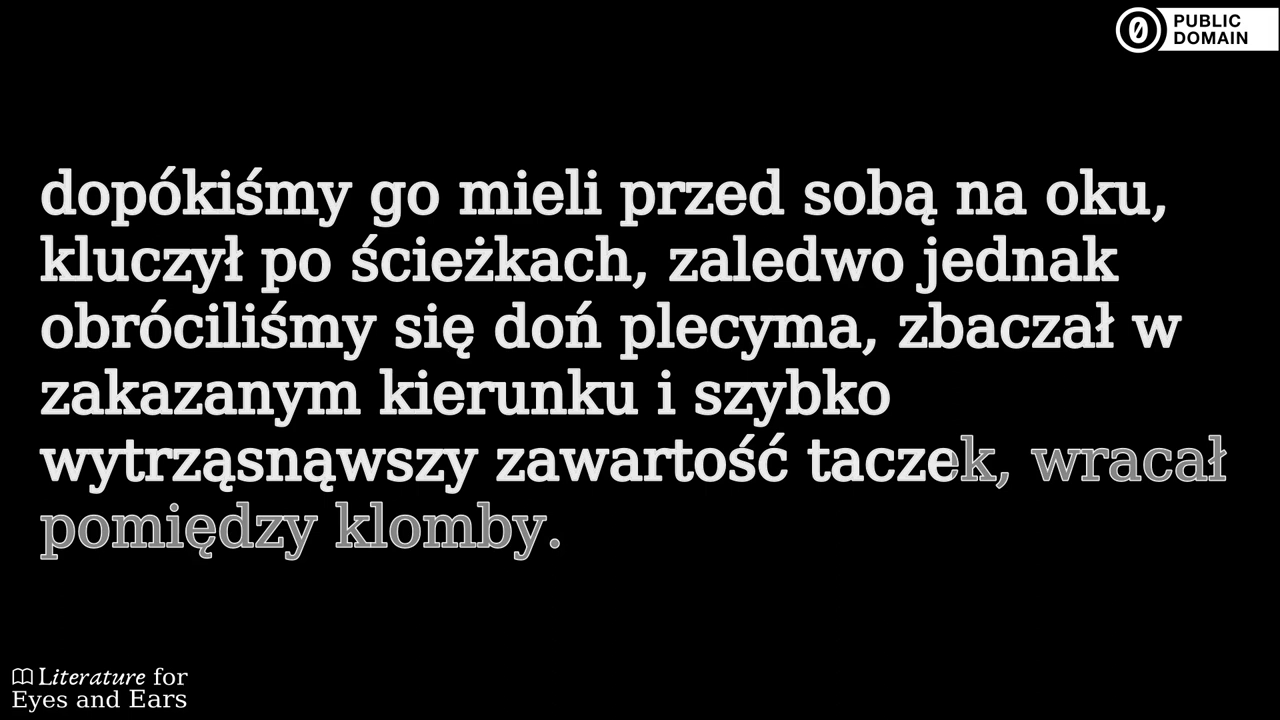 PUBLIC
DOMAIN
dopókiśmy go mieli przed sobą na oku,
kluczył po ścieżkach, zaledwo jednak
obróciliśmy się doń plecyma, zbaczał w
zakazanym kierunku i szybko
wytrząsnąwszy zawartość taczek, wracał
pomiędzy klomby.
Literature for
Eyes and Ears